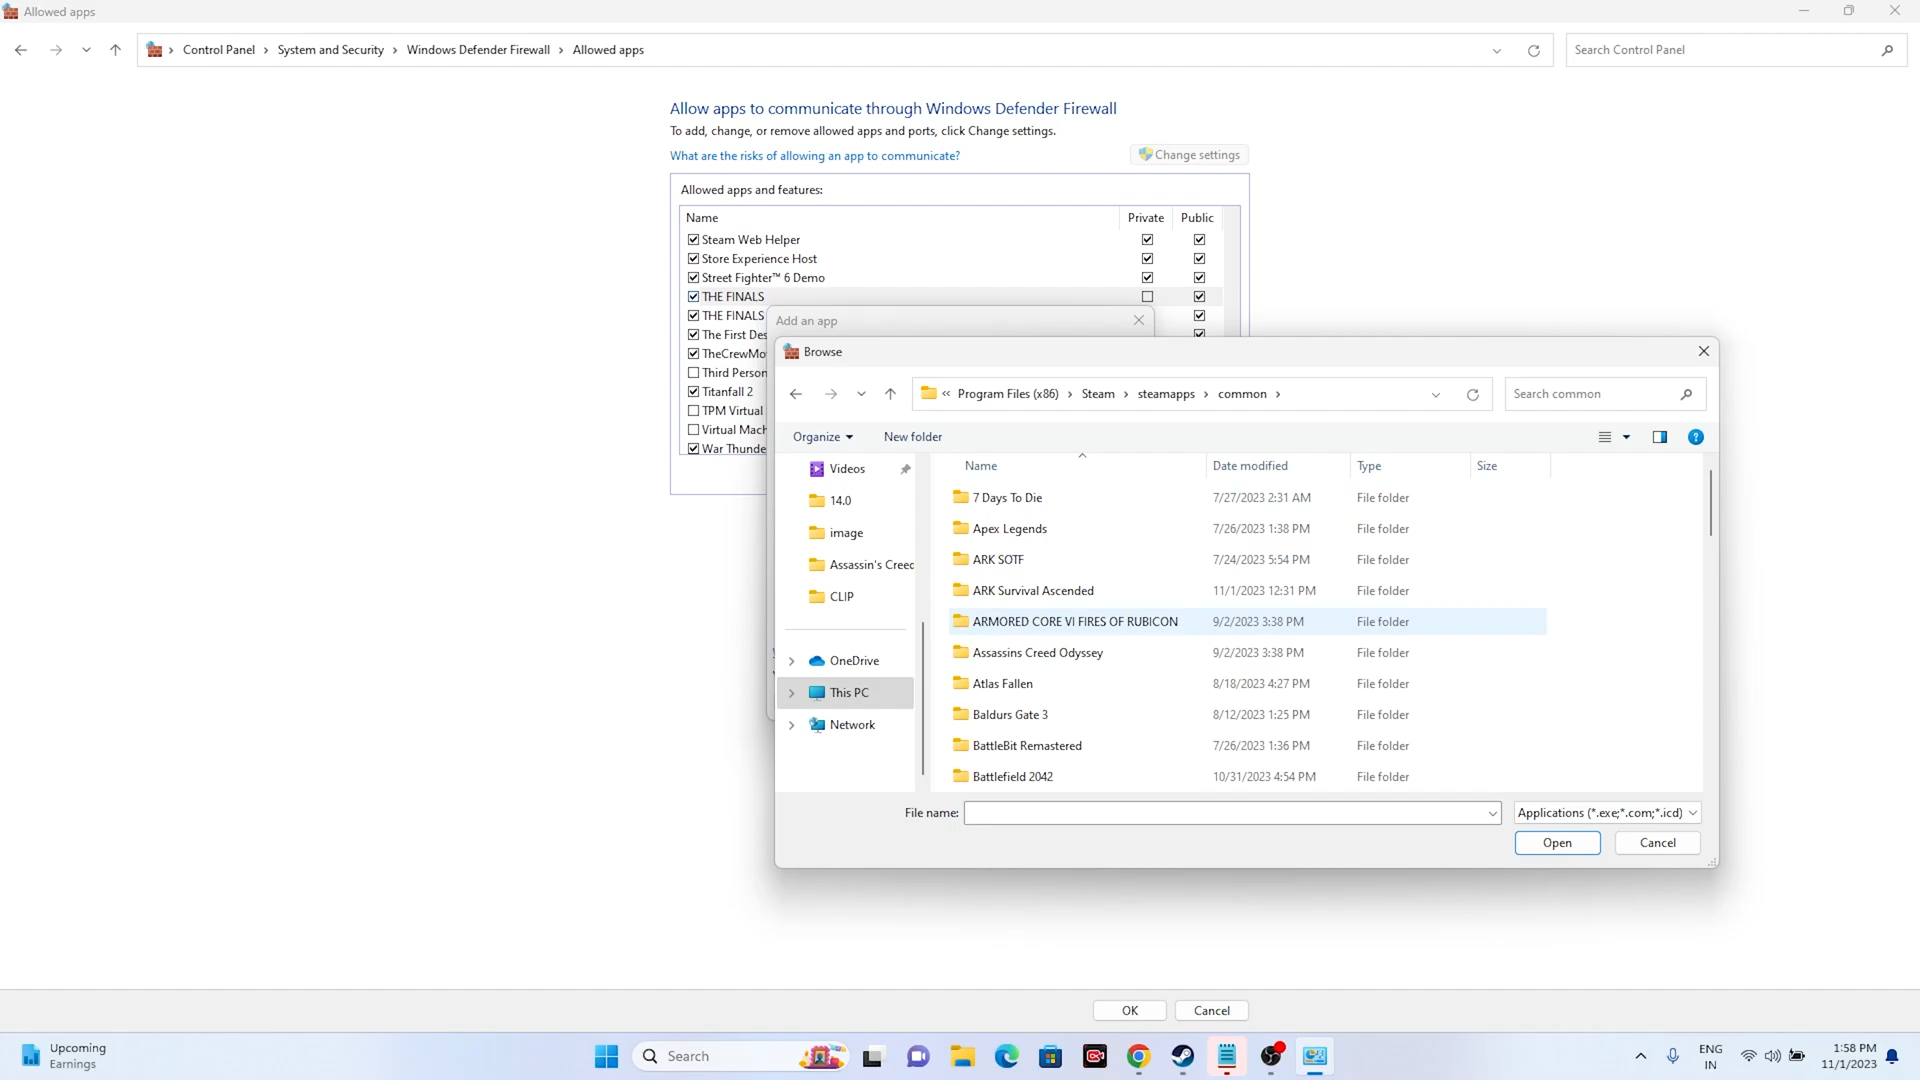 Allowed apps
Control Panel > System and Security > Windows Defender Firewall > Allowed apps
Search Control Panel
Allow apps to communicate through Windows Defender Firewall
To add, change, or remove allowed apps and ports, click Change settings.
What are the risks of allowing an app to communicate?
Change settings
Allowed apps and features:
Name Private Public
Steam Web Helper
Store Experience Host
Street Fighter™ 6 Demo
THE FINALS
THE FINALS
The First Des
TheCrewMo
Third Person
Titanfall 2
TPM Virtual
Virtual Mach
War Thunde
Add an app
Browse
« Program Files (x86) > Steam > steamapps > common >
Search common
Organize New folder
Videos
14.0
image
Assassin's Creed
CLIP
OneDrive
This PC
Network
Name Date modified Type Size
7 Days To Die 7/27/2023 2:31 AM File folder
Apex Legends 7/26/2023 1:38 PM File folder
ARK SOTF 7/24/2023 5:54 PM File folder
ARK Survival Ascended 11/1/2023 12:31 PM File folder
ARMORED CORE VI FIRES OF RUBICON 9/2/2023 3:38 PM File folder
Assassins Creed Odyssey 9/2/2023 3:38 PM File folder
Atlas Fallen 8/18/2023 4:27 PM File folder
Baldurs Gate 3 8/12/2023 1:25 PM File folder
BattleBit Remastered 7/26/2023 1:36 PM File folder
Battlefield 2042 10/31/2023 4:54 PM File folder
File name: Applications (*.exe;*.com;*.icd)
Open Cancel
OK Cancel
Upcoming
Earnings
Search
ENG
IN
1:58 PM
11/1/2023